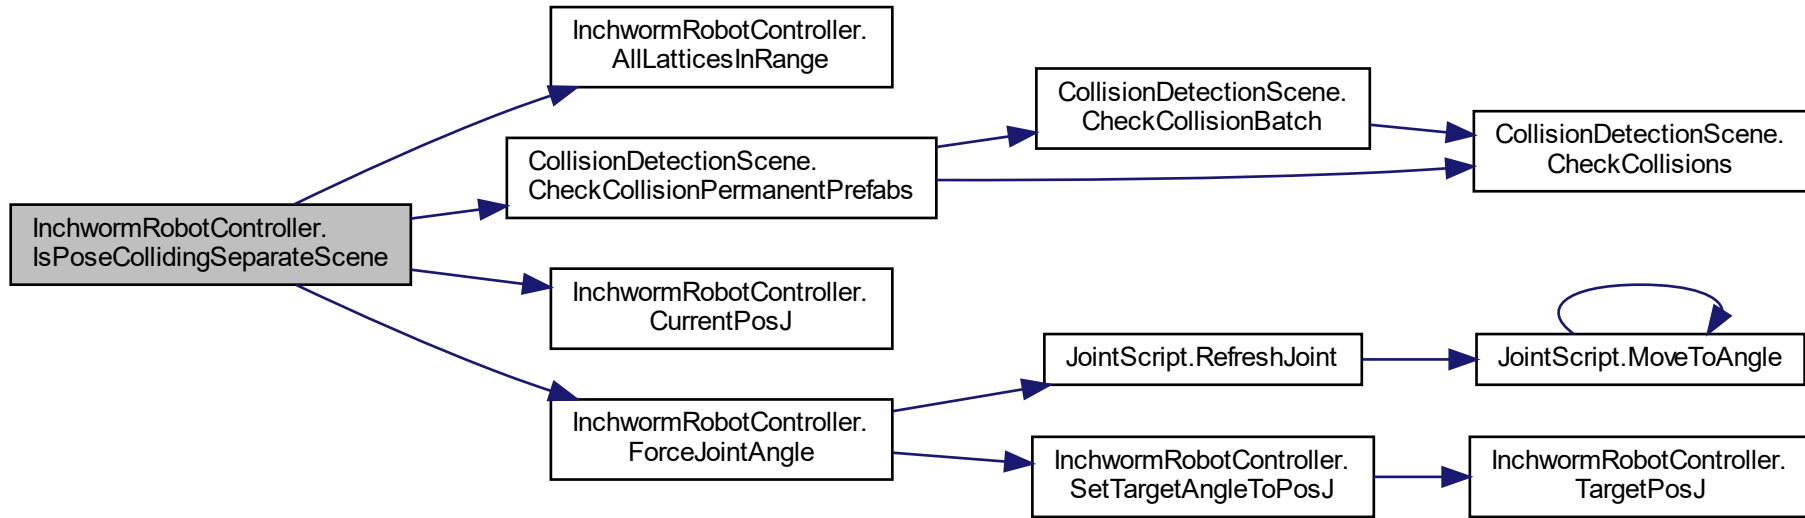 InchwormRobotController.
AllLatticesInRange
CollisionDetectionScene.
CheckCollisionBatch
CollisionDetectionScene.
CheckCollisions
CollisionDetectionScene.
CheckCollisionPermanentPrefabs
InchwormRobotController.
IsPoseCollidingSeparateScene
InchwormRobotController.
CurrentPosJ
JointScript.RefreshJoint
JointScript.MoveToAngle
InchwormRobotController.
ForceJointAngle
InchwormRobotController.
SetTargetAngleToPosJ
InchwormRobotController.
TargetPosJ